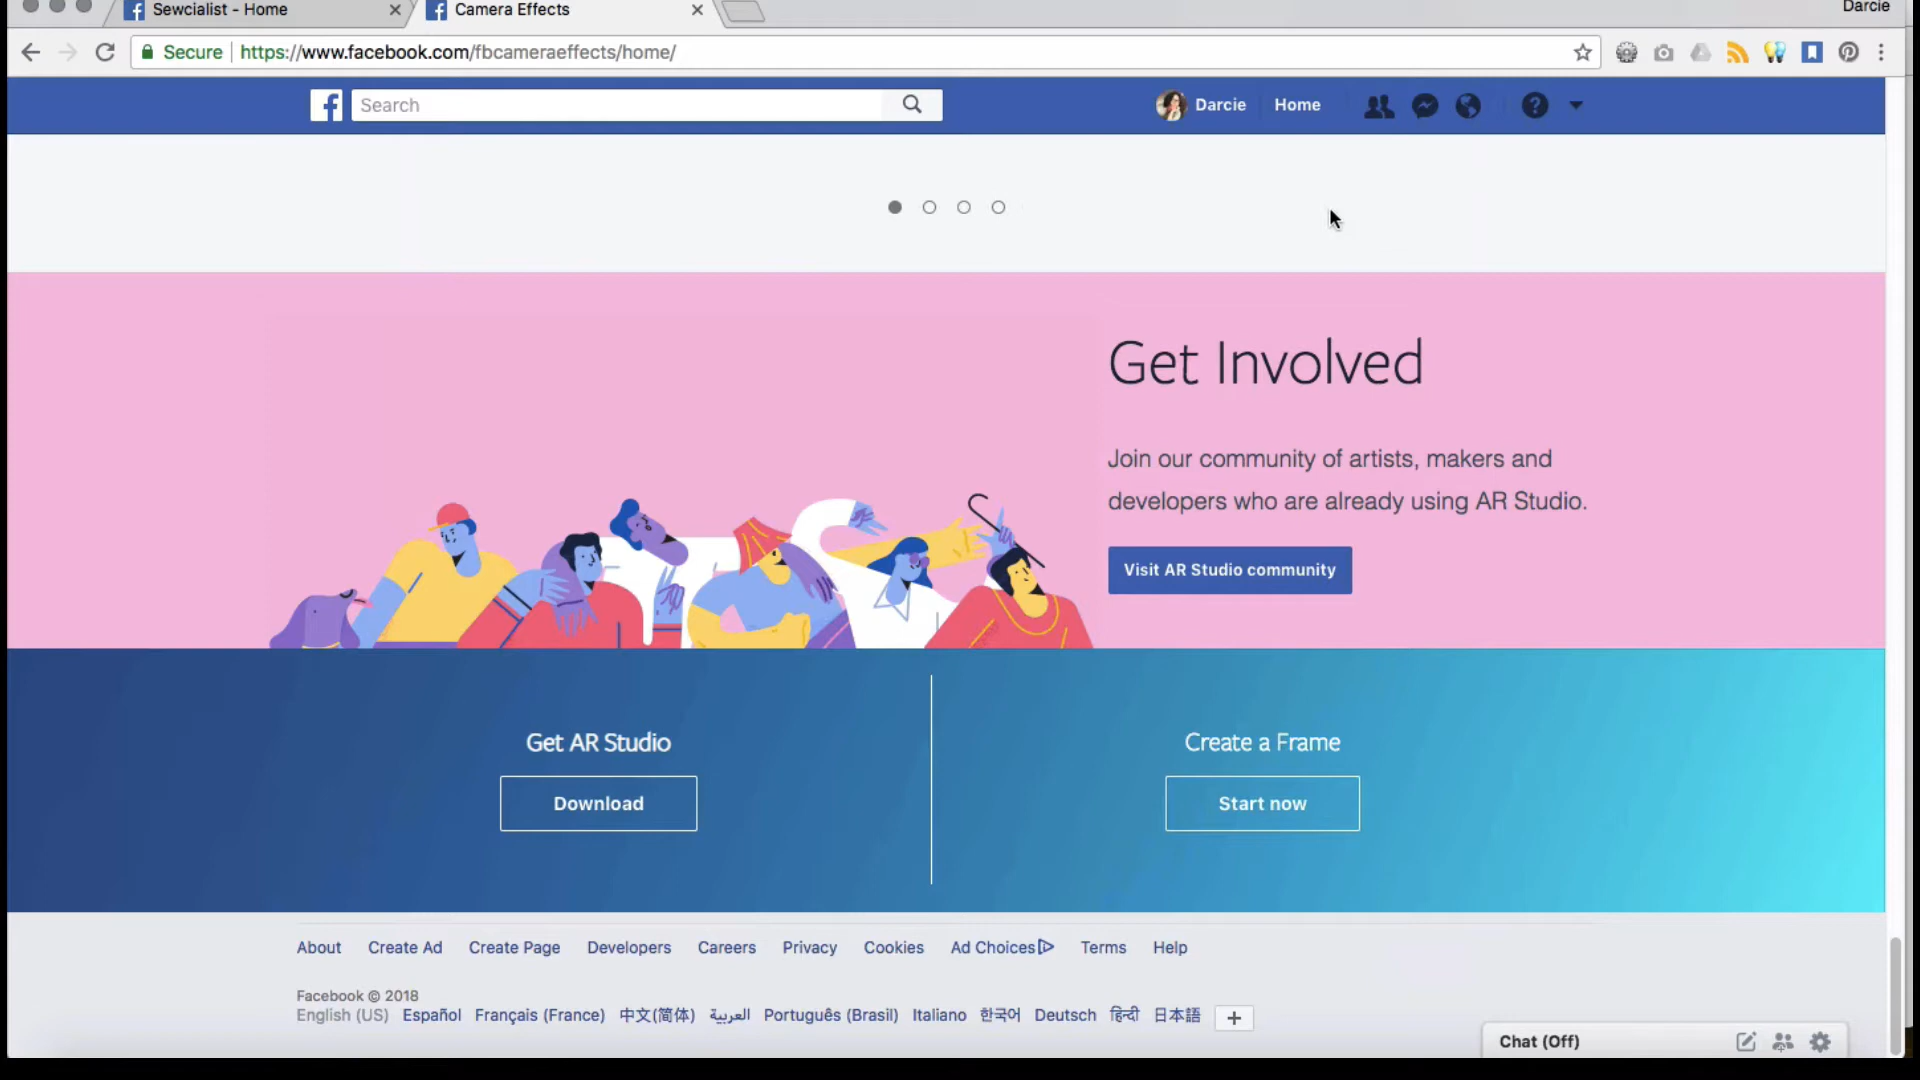 Sewcialist - Home
Camera Effects
Darcie
Secure
https://www.facebook.com/fbcameraeffects/home/
Search
Darcie
Home
Get Involved
Join our community of artists, makers and
developers who are already using AR Studio.
Visit AR Studio community
Get AR Studio
Create a Frame
Download
Start now
About Create Ad Create Page Developers Careers Privacy Cookies Ad Choices Terms Help
Facebook © 2018
English (US) Español Français (France) 中文(简体) العربية Português (Brasil) Italiano 한국어 Deutsch हिन्दी 日本語
Chat (Off)